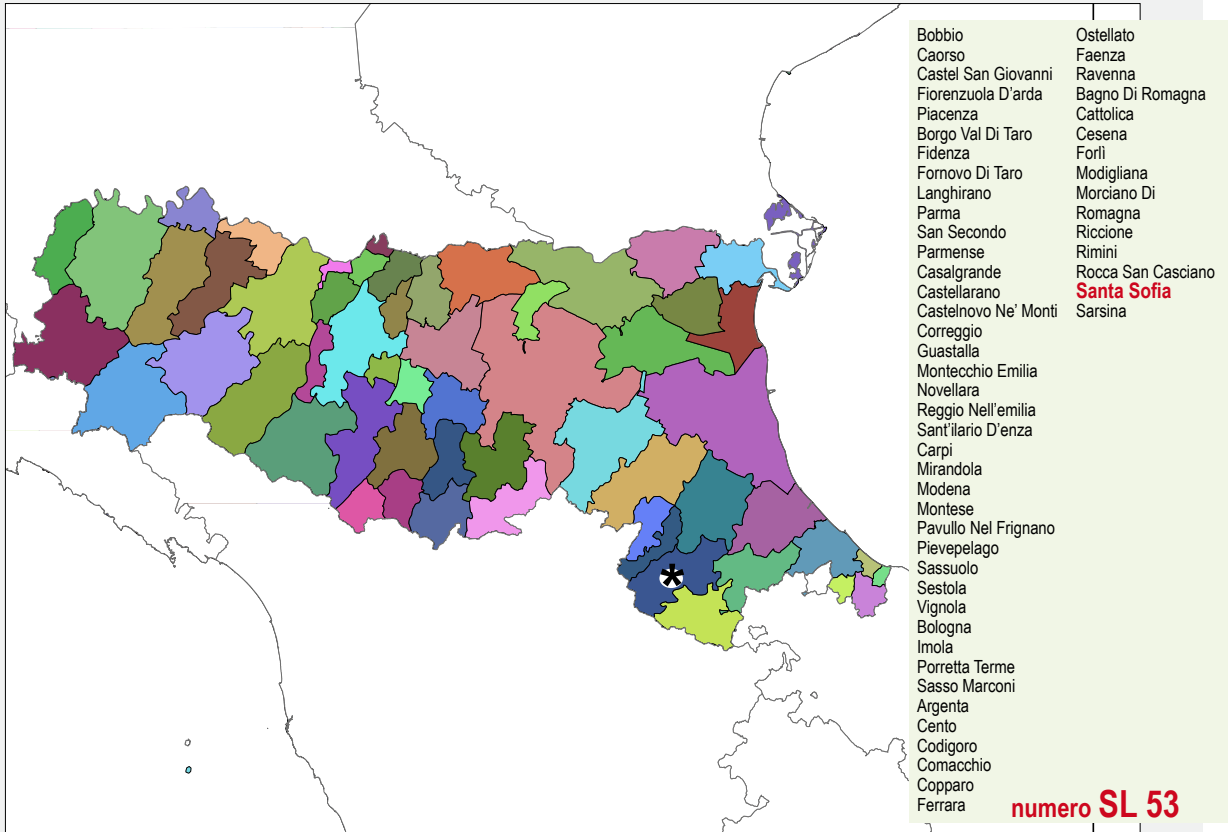 Bobbio
Caorso
Castel San Giovanni
Fiorenzuola D'arda
Piacenza
Borgo Val Di Taro
Fidenza
Fornovo Di Taro
Langhirano
Parma
San Secondo
Parmense
Casalgrande
Castellarano
Castelnovo Ne' Monti
Correggio
Guastalla
Montecchio Emilia
Novellara
Reggio Nell'emilia
Sant'ilario D'enza
Carpi
Mirandola
Modena
Montese
Pavullo Nel Frignano
Pievepelago
Sassuolo
Sestola
Vignola
Bologna
Imola
Porretta Terme
Sasso Marconi
Argenta
Cento
Codigoro
Comacchio
Copparo
Ferrara
Ostellato
Faenza
Ravenna
Bagno Di Romagna
Cattolica
Cesena
Forlì
Modigliana
Morciano Di
Romagna
Riccione
Rimini
Rocca San Casciano
Santa Sofia
Sarsina
numero SL 53
*